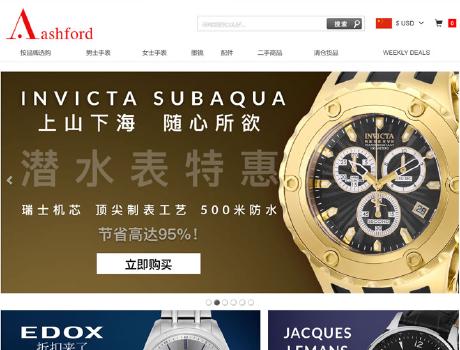 Aashford
搜索
$ USD
0
按品牌选购 男士手表 女士手表 眼镜 配件 二手商品 清仓货品 WEEKLY DEALS
INVICTA SUBAQUA
上山下海 随心所欲
潜水表特惠
瑞士机芯 顶尖制表工艺 500米防水
节省高达95%！
立即购买
INVICTA
EDOX
折扣来了
JACQUES
LEMANS